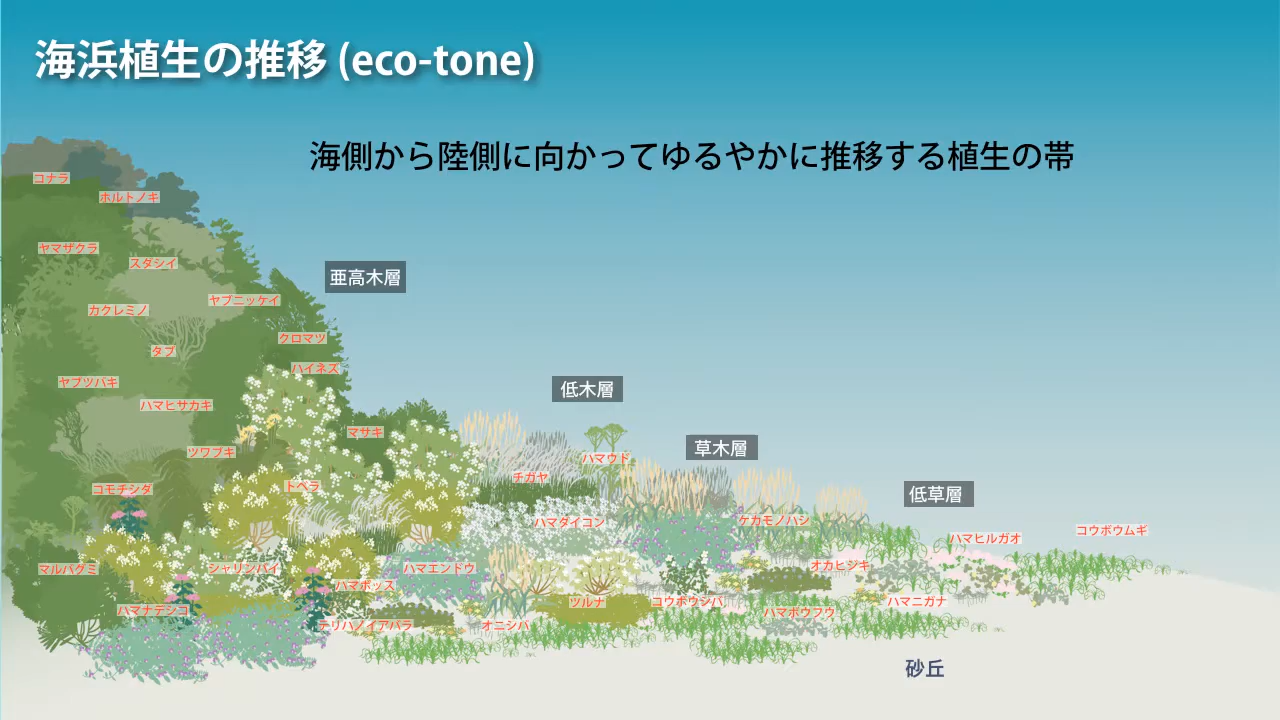 海浜植生の推移 (eco-tone)
海側から陸側に向かってゆるやかに推移する植生の帯
コナラ
ホルトノキ
ヤマザクラ
スダシイ
亜高木層
ヤブニッケイ
カクレミノ
クロマツ
タブ
ハイネズ
ヤブツバキ
低木層
ハマヒサカキ
マサキ
草木層
ツワブキ
ハマウド
チガヤ
トベラ
コモチシダ
低草層
ハマダイコン
ケカモノハシ
コウボウムギ
ハマヒルガオ
マルバグミ
シャリンバイ
ハマエンドウ
オカヒジキ
ハマボッス
ツルナ
コウボウシバ
ハマニガナ
ハマナデシコ
ハマボウフウ
テリハノイアバラ
オニシバ
砂丘